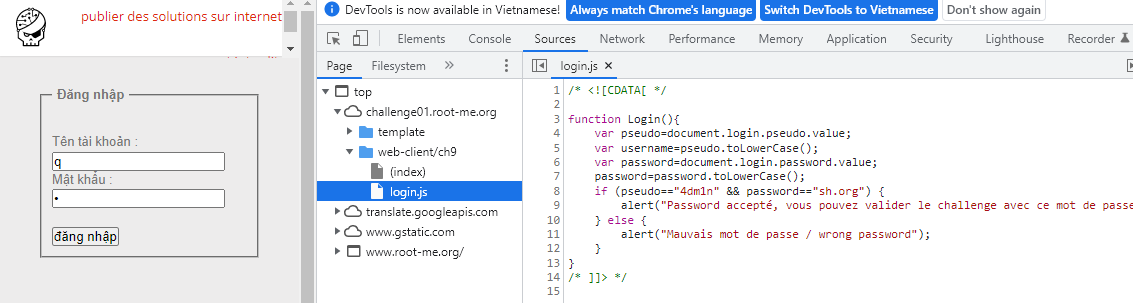 publier des solutions sur internet
Đăng nhập
Tên tài khoản :
q
Mật khẩu :
•
đăng nhập
DevTools is now available in Vietnamese! Always match Chrome's language Switch DevTools to Vietnamese Don't show again
Elements Console Sources Network Performance Memory Application Security Lighthouse Recorder
Page Filesystem »
top
challenge01.root-me.org
template
web-client/ch9
(index)
login.js
translate.googleapis.com
www.gstatic.com
www.root-me.org/
login.js ×
1 /* <![CDATA[ */
2
3 function Login(){
4 var pseudo=document.login.pseudo.value;
5 var username=pseudo.toLowerCase();
6 var password=document.login.password.value;
7 password=password.toLowerCase();
8 if (pseudo=="4dm1n" && password=="sh.org") {
9 alert("Password accepté, vous pouvez valider le challenge avec ce mot de passe
10 } else {
11 alert("Mauvais mot de passe / wrong password");
12 }
13 }
14 /* ]]> */
15